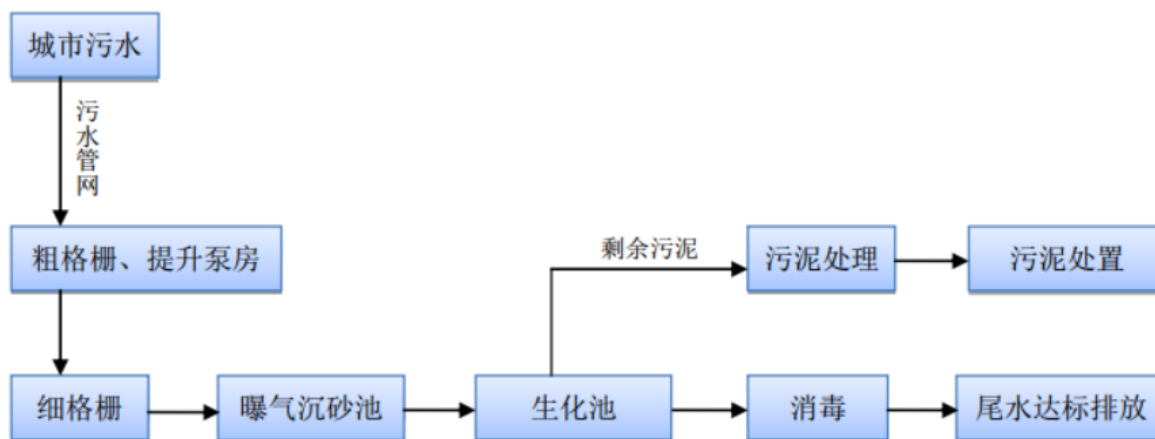 城市污水
污水管网
粗格栅、提升泵房
剩余污泥
污泥处理
污泥处置
细格栅
曝气沉砂池
生化池
消毒
尾水达标排放